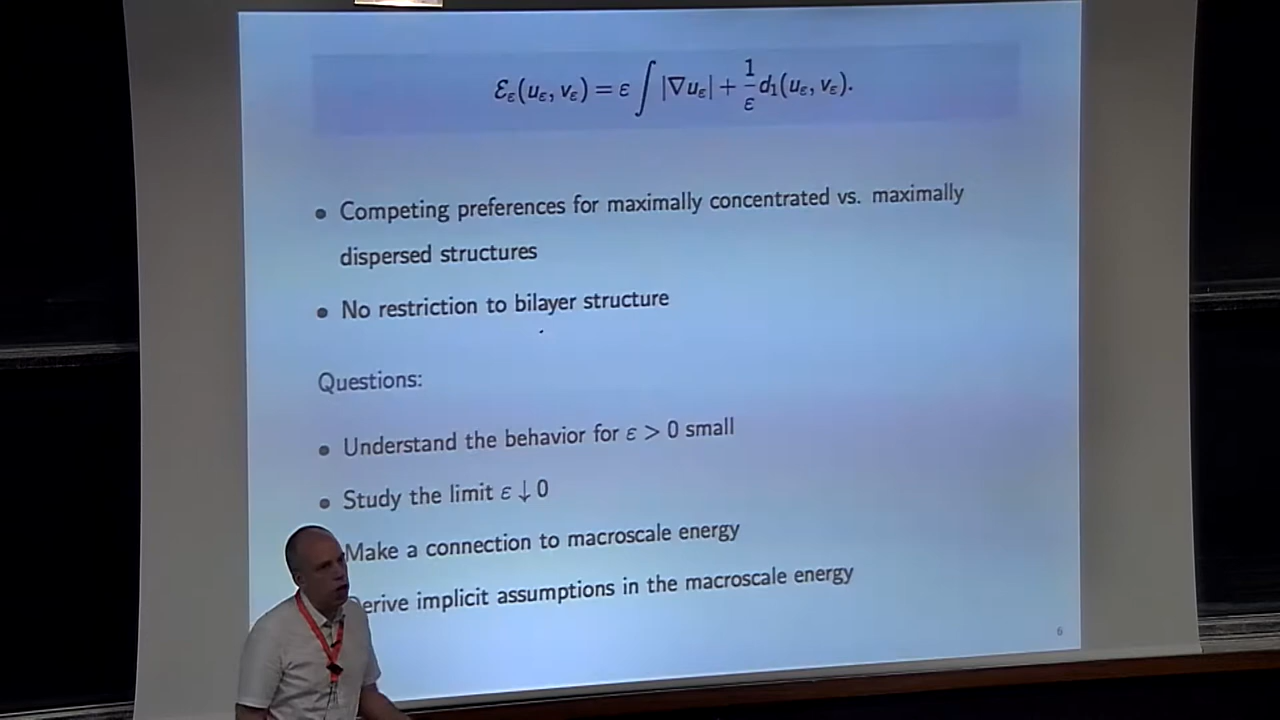 ℰ_ε(u_ε, v_ε) = ε ∫ |∇u_ε| + 1/ε d₁(u_ε, v_ε).
• Competing preferences for maximally concentrated vs. maximally
dispersed structures
• No restriction to bilayer structure
Questions:
• Understand the behavior for ε > 0 small
• Study the limit ε ↓ 0
Make a connection to macroscale energy
Derive implicit assumptions in the macroscale energy
6